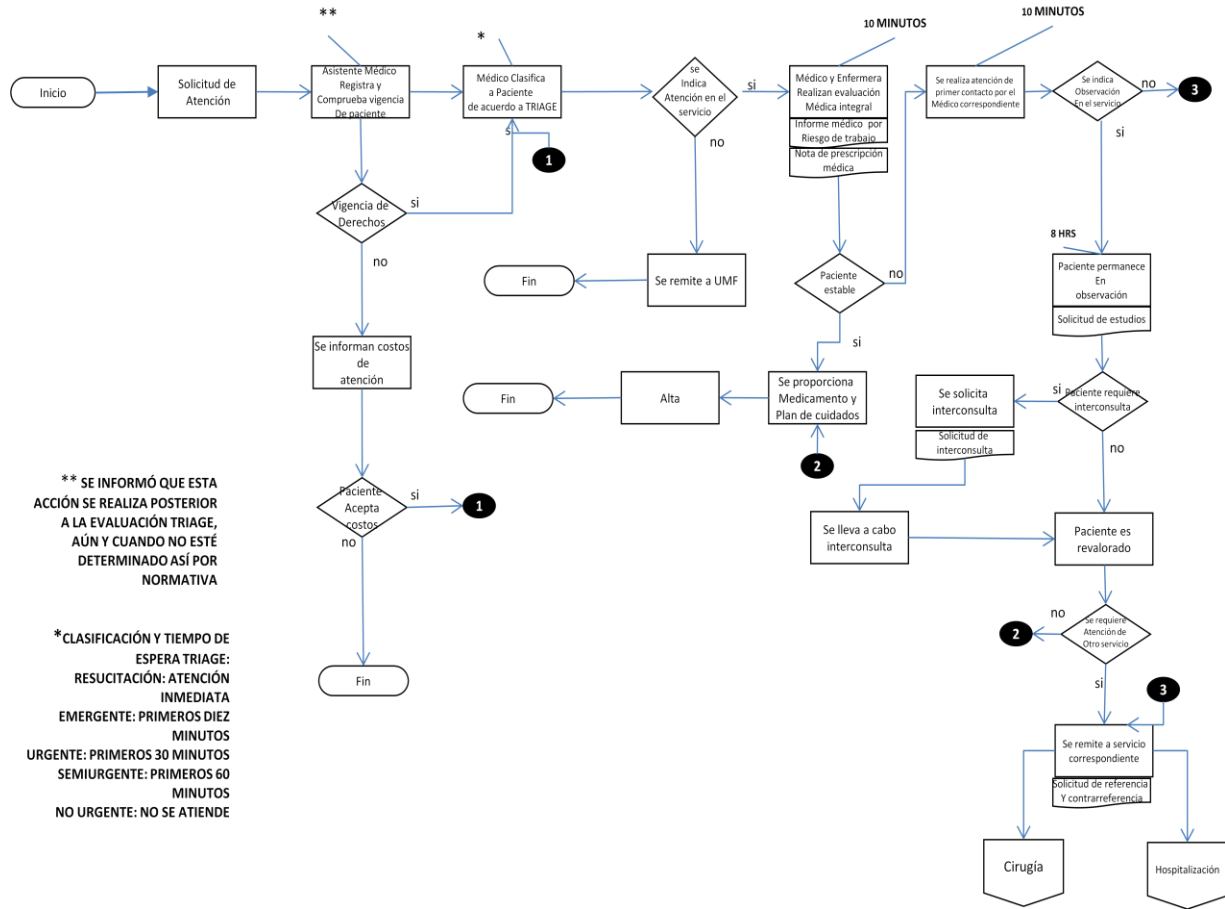 **
*
10 MINUTOS
10 MINUTOS
Inicio
Solicitud de
Atención
Asistente Médico
Registra y
Comprueba vigencia
De paciente
Médico Clasifica
a Paciente
de acuerdo a TRIAGE
s
1
se
Indica
Atención en el
servicio
si
no
Médico y Enfermera
Realizan evaluación
Médica integral
Informe médico por
Riesgo de trabajo
Nota de prescripción
médica
Se realiza atención de
primer contacto por el
Médico correspondiente
Se indica
Observación
En el servicio
no
3
si
Vigencia de
Derechos
si
no
Fin
Se remite a UMF
Paciente
estable
no
si
8 HRS
Paciente permanece
En
observación
Solicitud de estudios
Se informan costos
de
atención
Fin
Alta
Se proporciona
Medicamento y
Plan de cuidados
2
Se solicita
interconsulta
Solicitud de
interconsulta
si
Paciente requiere
interconsulta
no
Paciente
Acepta
costos
si
1
no
Se lleva a cabo
interconsulta
Paciente es
revalorado
** SE INFORMÓ QUE ESTA
ACCIÓN SE REALIZA POSTERIOR
A LA EVALUACIÓN TRIAGE,
AÚN Y CUANDO NO ESTÉ
DETERMINADO ASÍ POR
NORMATIVA
2
no
Se requiere
Atención de
Otro servicio
si
3
Fin
*CLASIFICACIÓN Y TIEMPO DE
ESPERA TRIAGE:
RESUCITACIÓN: ATENCIÓN
INMEDIATA
EMERGENTE: PRIMEROS DIEZ
MINUTOS
URGENTE: PRIMEROS 30 MINUTOS
SEMIURGENTE: PRIMEROS 60
MINUTOS
NO URGENTE: NO SE ATIENDE
Se remite a servicio
correspondiente
Solicitud de referencia
Y contrarreferencia
Cirugía
Hospitalización